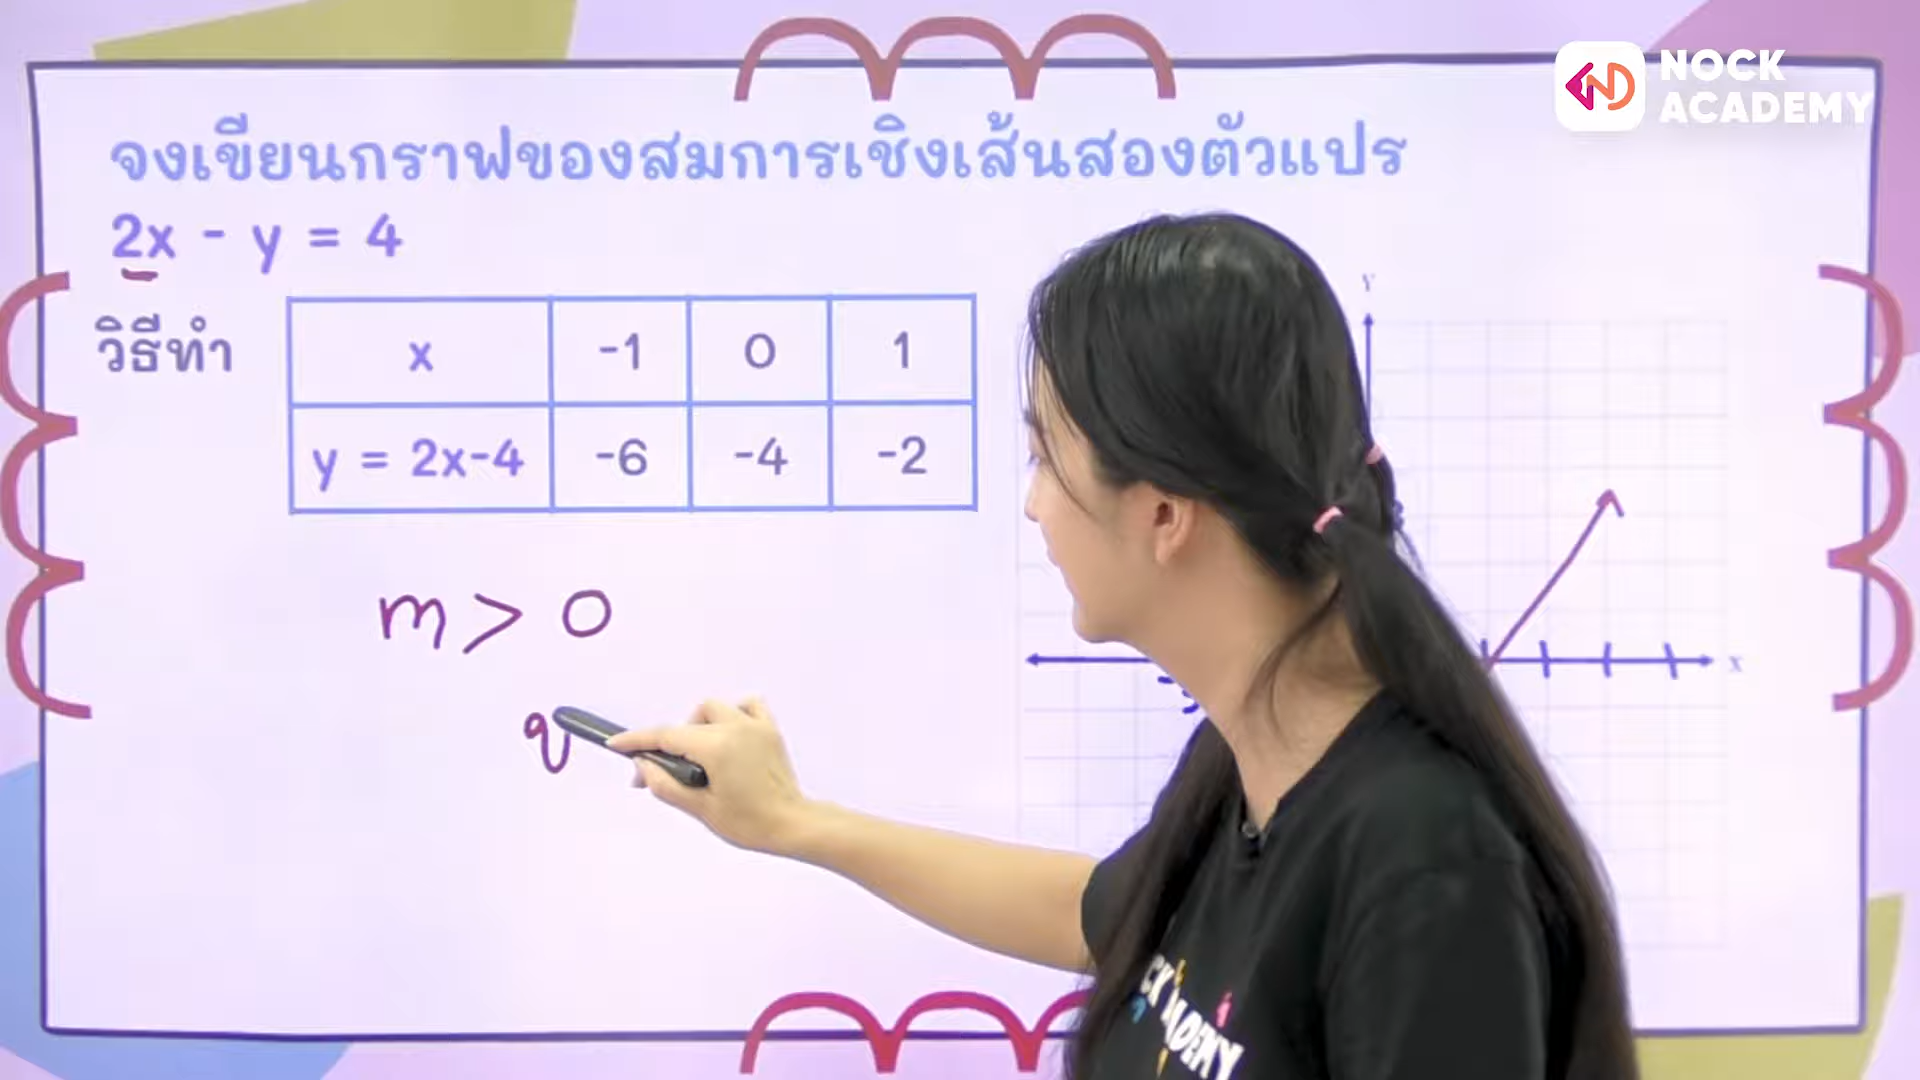 NOCK
ACADEMY
จงเขียนกราฟของสมการเชิงเส้นสองตัวแปร
2x - y = 4
วิธีทำ
x -1 0 1
y = 2x-4 -6 -4 -2
m > 0
Y
X
ACADEMY